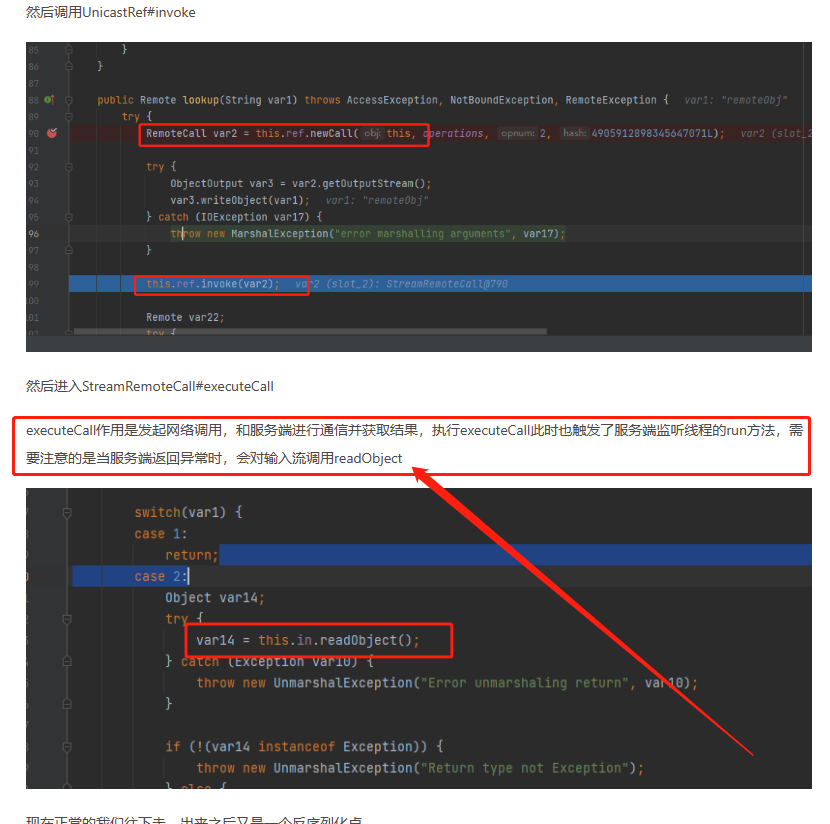 然后调用UnicastRef#invoke
85 }
86 }
87
88 public Remote lookup(String var1) throws AccessException, NotBoundException, RemoteException { var1: "remoteObj"
89 try {
90 RemoteCall var2 = this.ref.newCall( obj: this, operations, opnum: 2, hash: 4905912898345647071L); var2 (slot_2
91
92 try {
93 ObjectOutput var3 = var2.getOutputStream();
94 var3.writeObject(var1); var1: "remoteObj"
95 } catch (IOException var17) {
96 throw new MarshalException("error marshalling arguments", var17);
97 }
98
99 this.ref.invoke(var2); var2 (slot_2): StreamRemoteCall@790
100
101 Remote var22;
try {
然后进入StreamRemoteCall#executeCall
executeCall作用是发起网络调用，和服务端进行通信并获取结果，执行executeCall此时也触发了服务端监听线程的run方法，需
要注意的是当服务端返回异常时，会对输入流调用readObject
switch(var1) {
case 1:
return;
case 2:
Object var14;
try {
var14 = this.in.readObject();
} catch (Exception var10) {
throw new UnmarshalException("Error unmarshaling return", var10);
}
if (!(var14 instanceof Exception)) {
throw new UnmarshalException("Return type not Exception");
} else {
现在正常的我们往下走，出来之后又是一个反序列化点